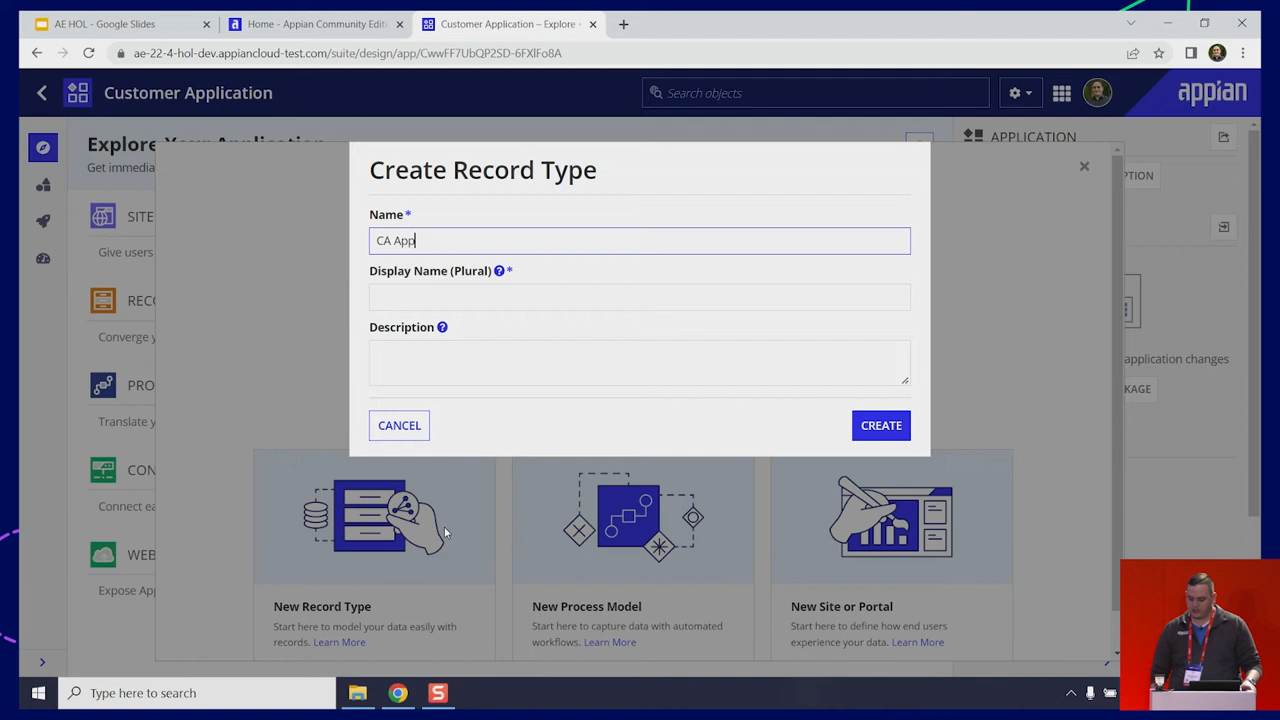 AE HOL - Google Slides
Home - Appian Community Editi
Customer Application – Explore -
ae-22-4-hol-dev.appiancloud-test.com/suite/design/app/CwwFF7UbQP2SD-6FXlFo8A
Customer Application
Search objects
appian
Explore Your Application
Get immedia
APPLICATION
PTION
SITE
Give users
RECO
Converge y
PRO
Translate y
CON
Connect ea
WEB
Expose App
Create Record Type
Name *
CA App
Display Name (Plural) ? *
Description ?
CANCEL
CREATE
application changes
KAGE
New Record Type
Start here to model your data easily with
records. Learn More
New Process Model
Start here to capture data with automated
workflows. Learn More
New Site or Portal
Start here to define how end users
experience your data. Learn More
Type here to search